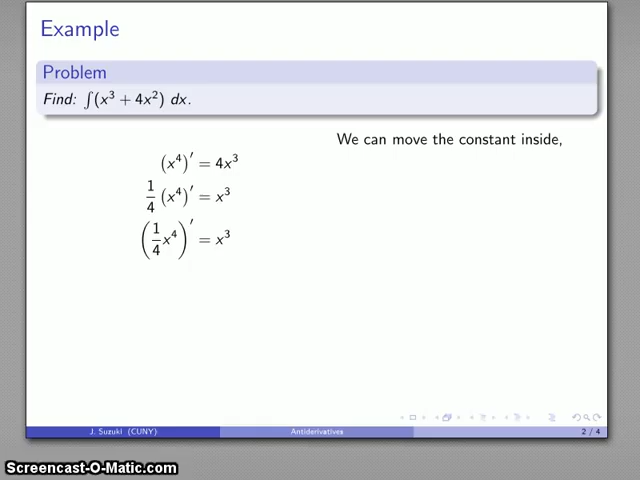 Example
Problem
Find: ∫(x³ + 4x²) dx.
We can move the constant inside,
(x⁴)′ = 4x³
1/4 (x⁴)′ = x³
(1/4 x⁴)′ = x³
J. Suzuki (CUNY) Antiderivatives 2 / 4
Screencast-O-Matic.com